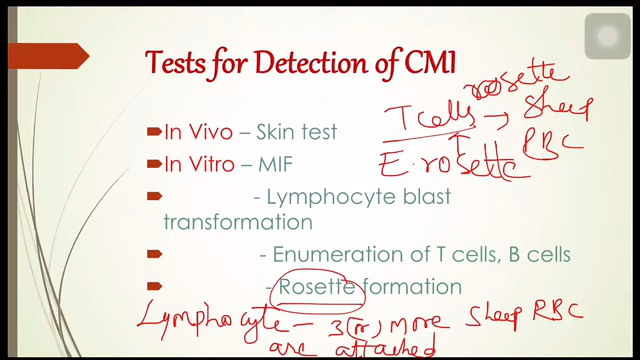 Tests for Detection of CMI
rosette
T cells → Sheep
RBC
E. rosette
In Vivo – Skin test
In Vitro – MIF
- Lymphocyte blast
transformation
- Enumeration of T cells, B cells
- Rosette formation
Lymphocyte – 3 (or) more Sheep RBC
are attached